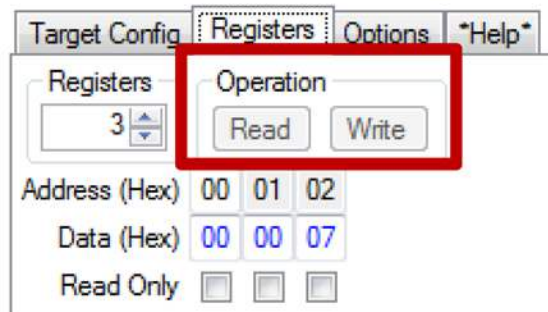 Target Config Registers Options *Help*
Registers Operation
3 Read Write
Address (Hex) 00 01 02
Data (Hex) 00 00 07
Read Only